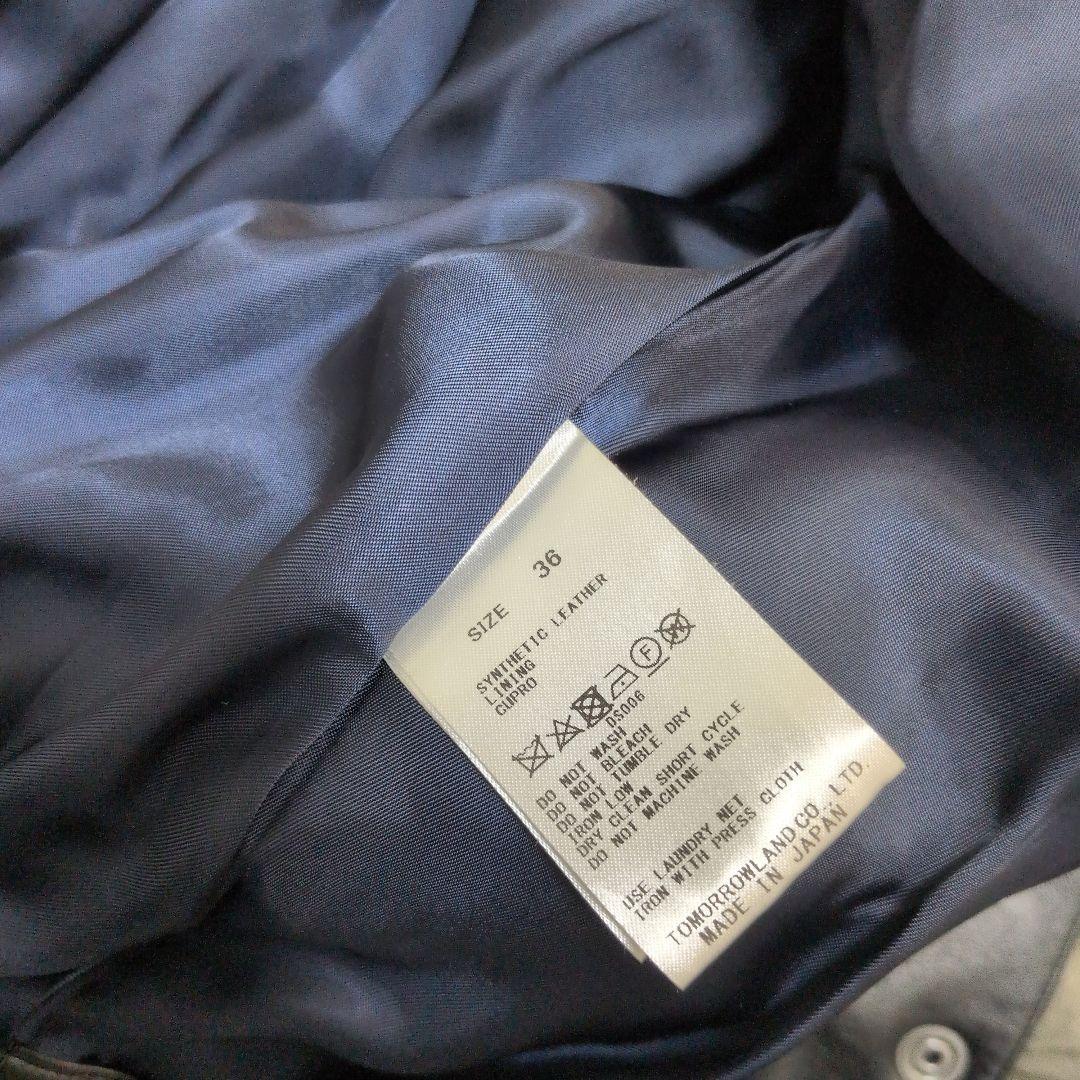 SIZE 36
SYNTHETIC LEATHER
LINING
CUPRO
F W
DS006
DO NOT WASH
DO NOT BLEACH
DO NOT TUMBLE DRY
IRON LOW
DRY CLEAN SHORT CYCLE
DO NOT MACHINE WASH
USE LAUNDRY NET
IRON WITH PRESS CLOTH
TOMORROWLAND CO., LTD.
MADE IN JAPAN